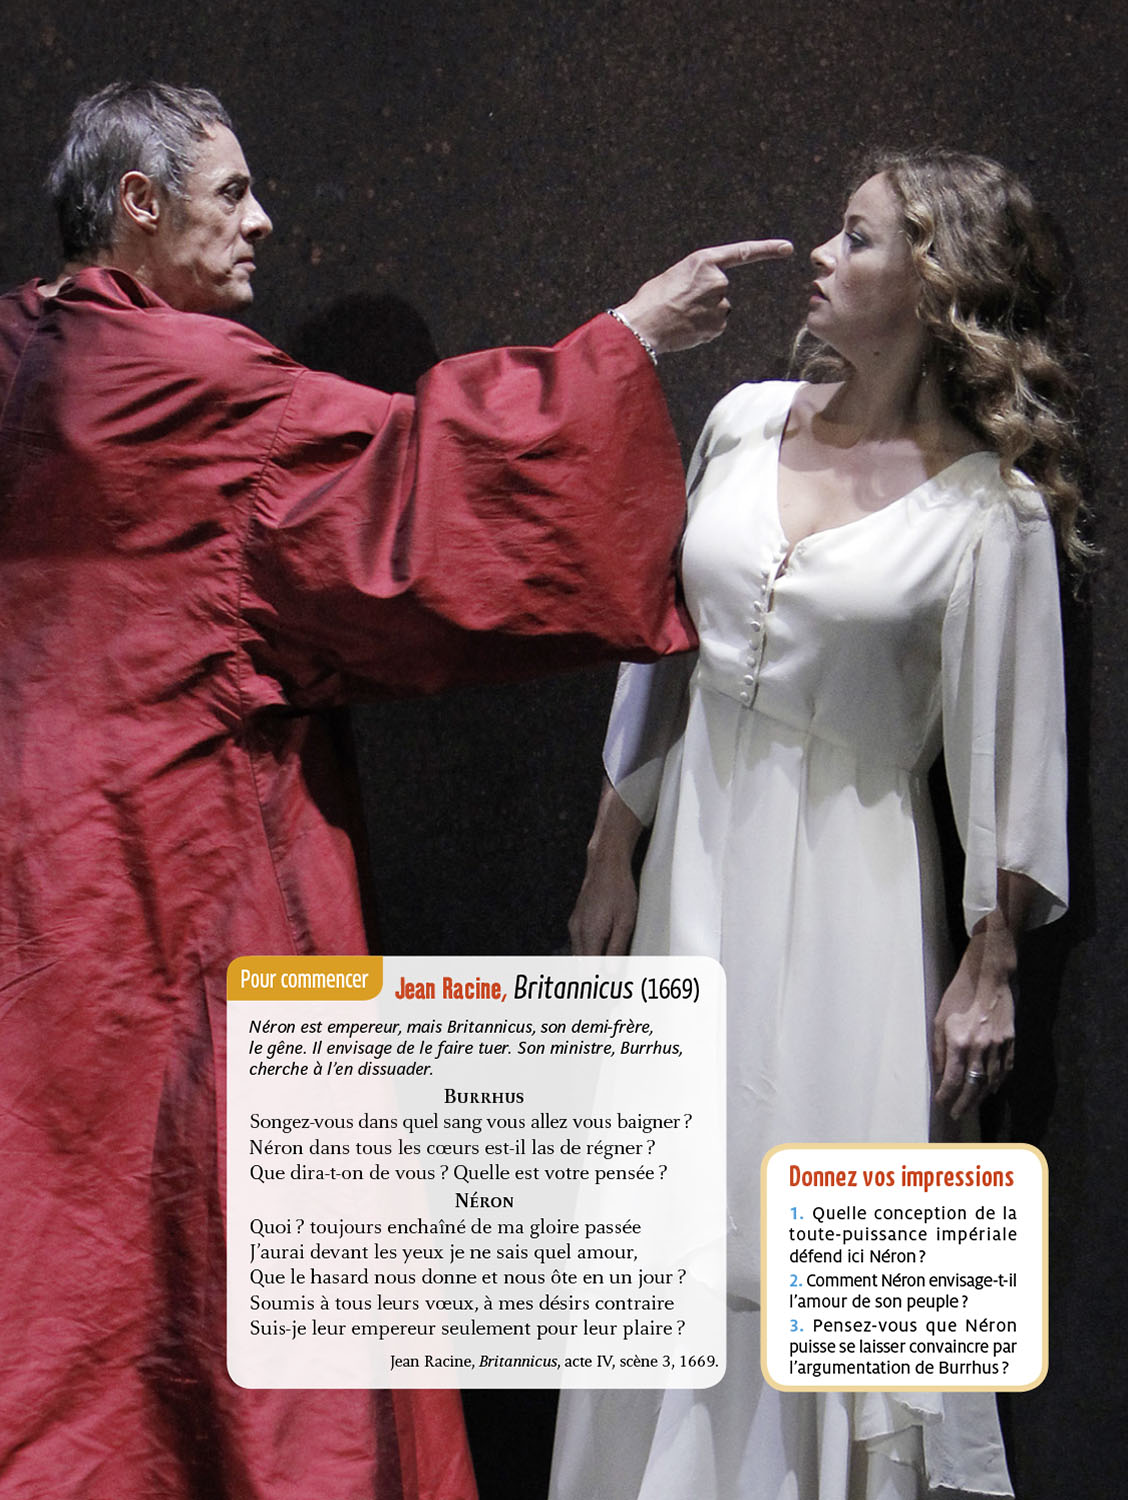 Pour commencer
Jean Racine, Britannicus (1669)
Néron est empereur, mais Britannicus, son demi-frère,
le gêne. Il envisage de le faire tuer. Son ministre, Burrhus,
cherche à l'en dissuader.
Burrhus
Songez-vous dans quel sang vous allez vous baigner ?
Néron dans tous les cœurs est-il las de régner ?
Que dira-t-on de vous ? Quelle est votre pensée ?
Néron
Quoi ? toujours enchaîné de ma gloire passée
J'aurai devant les yeux je ne sais quel amour,
Que le hasard nous donne et nous ôte en un jour ?
Soumis à tous leurs vœux, à mes désirs contraire
Suis-je leur empereur seulement pour leur plaire ?
Jean Racine, Britannicus, acte IV, scène 3, 1669.
Donnez vos impressions
1. Quelle conception de la
toute-puissance impériale
défend ici Néron ?
2. Comment Néron envisage-t-il
l'amour de son peuple ?
3. Pensez-vous que Néron
puisse se laisser convaincre par
l'argumentation de Burrhus ?